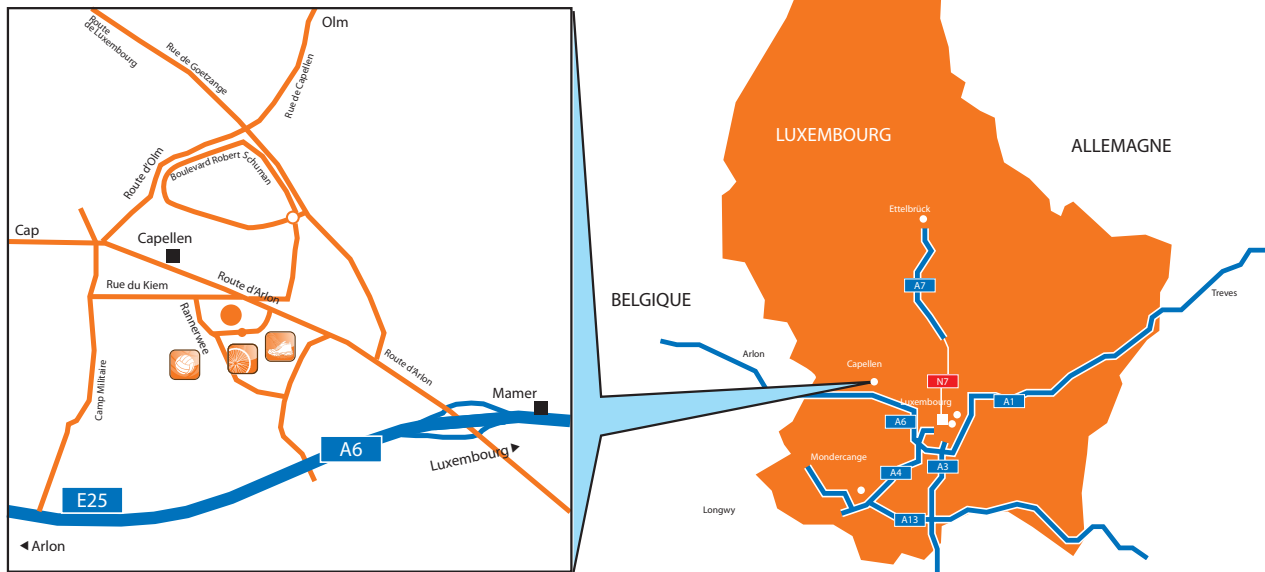 Olm
Route
de Luxembourg
Rue de Goetzange
Rue de Capellen
Route d'Olm
Boulevard Robert Schuman
Cap
Capellen
Rue du Kiem
Route d'Arlon
Rannerwee
Camp Militaire
Route d'Arlon
Mamer
A6
Luxembourg
E25
Arlon
LUXEMBOURG
ALLEMAGNE
Ettelbrück
A7
BELGIQUE
Treves
Arlon
Capellen
N7
Luxembourg
A1
A6
Mondercange
A4
A3
Longwy
A13